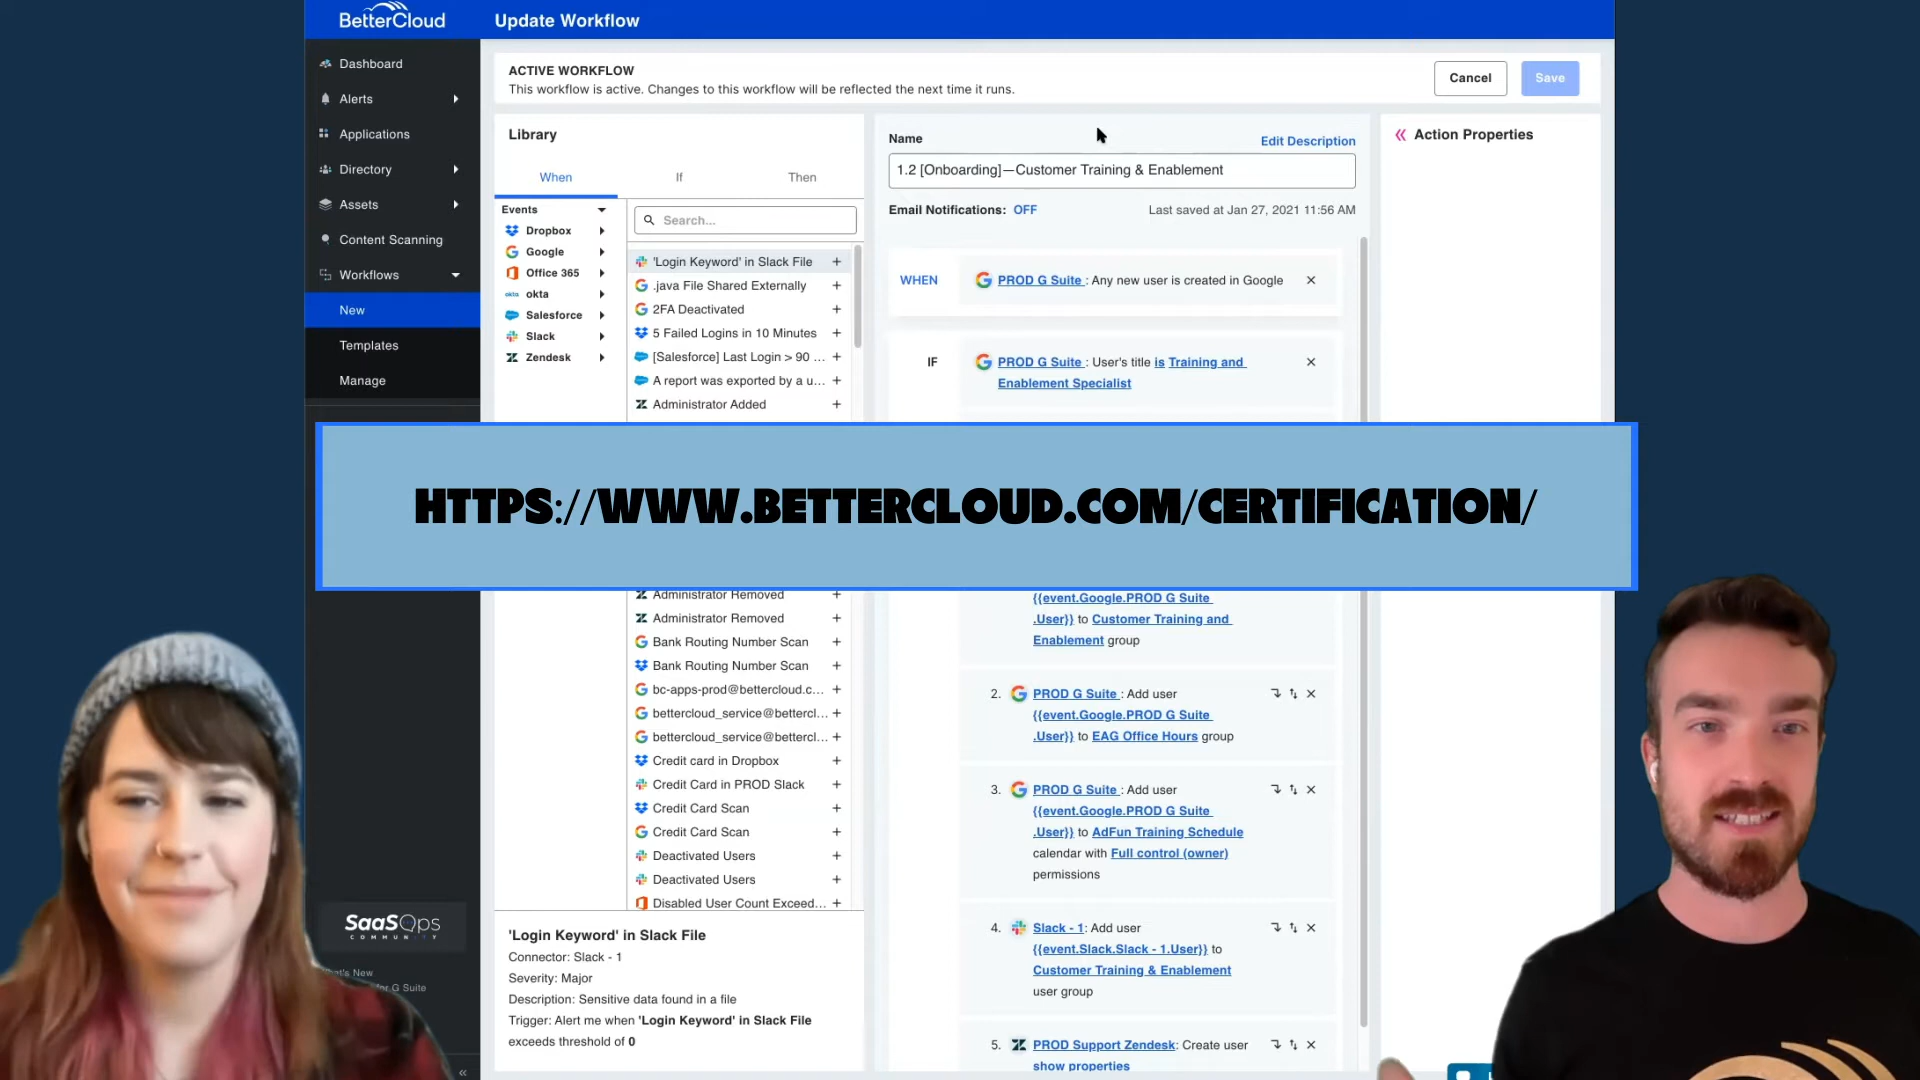 BetterCloud
Update Workflow
Dashboard
Alerts
Applications
Directory
Assets
Content Scanning
Workflows
New
Templates
Manage
SaaSOps
COMMUNITY
What's New
for G Suite
ACTIVE WORKFLOW
This workflow is active. Changes to this workflow will be reflected the next time it runs.
Cancel
Save
Library
When
If
Then
Events
Dropbox
Google
Office 365
okta
Salesforce
Slack
Zendesk
Search...
'Login Keyword' in Slack File
.java File Shared Externally
2FA Deactivated
5 Failed Logins in 10 Minutes
[Salesforce] Last Login > 90 ...
A report was exported by a u...
Administrator Added
HTTPS://WWW.BETTERCLOUD.COM/CERTIFICATION/
Administrator Removed
Administrator Removed
Bank Routing Number Scan
Bank Routing Number Scan
bc-apps-prod@bettercloud.c...
bettercloud_service@bettercl...
bettercloud_service@bettercl...
Credit card in Dropbox
Credit Card in PROD Slack
Credit Card Scan
Credit Card Scan
Deactivated Users
Deactivated Users
Disabled User Count Exceed...
'Login Keyword' in Slack File
Connector: Slack - 1
Severity: Major
Description: Sensitive data found in a file
Trigger: Alert me when 'Login Keyword' in Slack File
exceeds threshold of 0
Name
Edit Description
1.2 [Onboarding]—Customer Training & Enablement
Email Notifications: OFF
Last saved at Jan 27, 2021 11:56 AM
WHEN
PROD G Suite : Any new user is created in Google
IF
PROD G Suite : User's title is Training and
Enablement Specialist
{{event.Google.PROD G Suite
.User}} to Customer Training and
Enablement group
2. PROD G Suite : Add user
{{event.Google.PROD G Suite
.User}} to EAG Office Hours group
3. PROD G Suite : Add user
{{event.Google.PROD G Suite
.User}} to AdFun Training Schedule
calendar with Full control (owner)
permissions
4. Slack - 1: Add user
{{event.Slack.Slack - 1.User}} to
Customer Training & Enablement
user group
5. PROD Support Zendesk: Create user
show properties
Action Properties